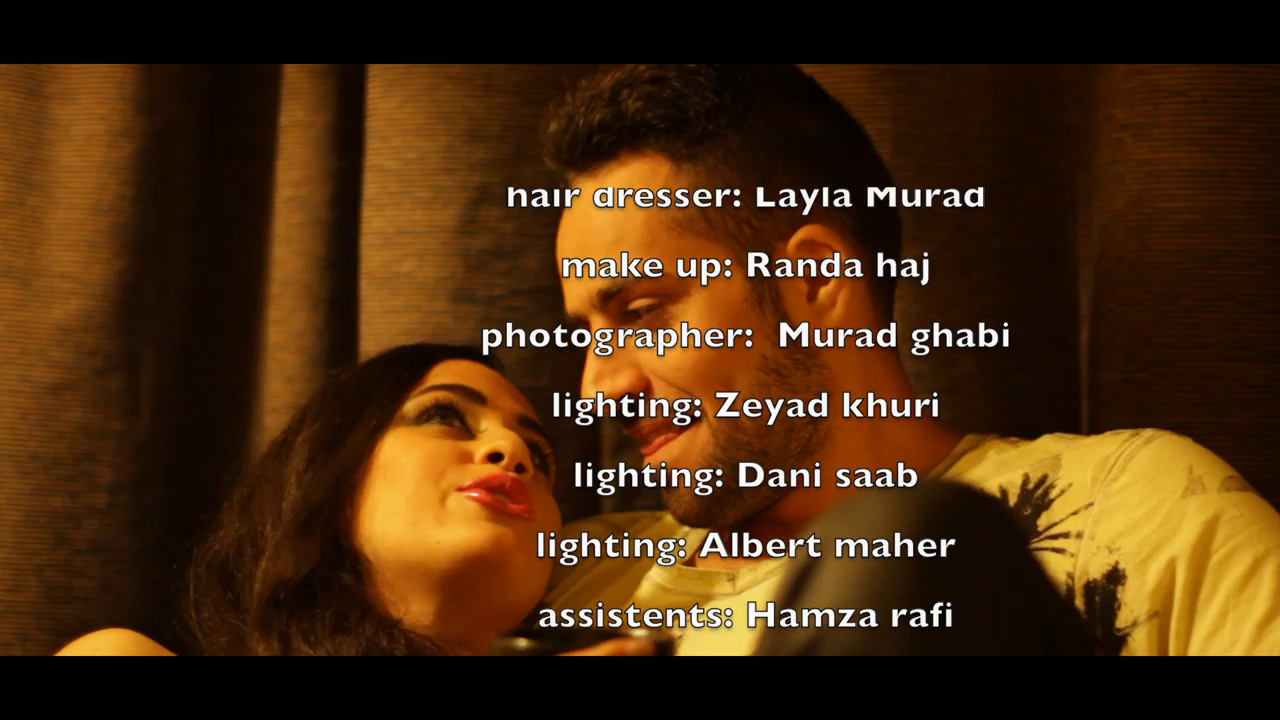 hair dresser: Layla Murad
make up: Randa haj
photographer: Murad ghabi
lighting: Zeyad khuri
lighting: Dani saab
lighting: Albert maher
assistents: Hamza rafi